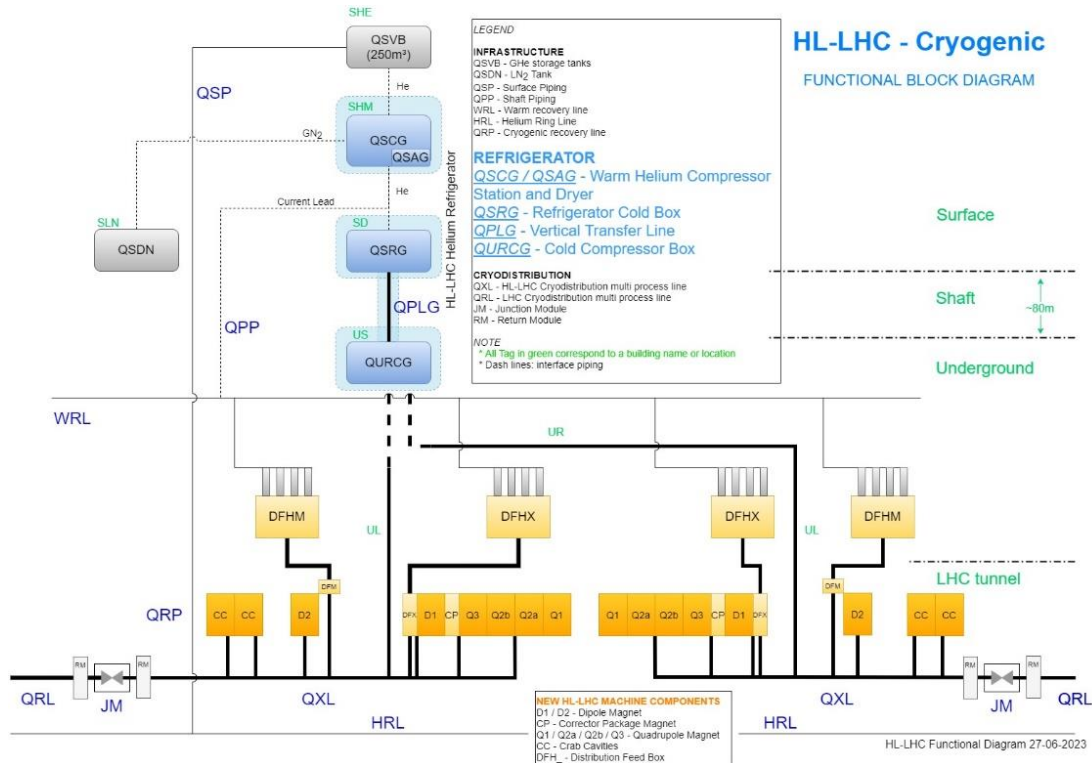 SHE
QSVB
(250m³)
HL-LHC - Cryogenic
FUNCTIONAL BLOCK DIAGRAM
LEGEND
INFRASTRUCTURE
QSVB - GHe storage tanks
QSDN - LN2 Tank
QSP - Surface Piping
QPP - Shaft Piping
WRL - Warm recovery line
HRL - Helium Ring Line
QRP - Cryogenic recovery line
REFRIGERATOR
QSCG / QSAG - Warm Helium Compressor
Station and Dryer
QSRG - Refrigerator Cold Box
QPLG - Vertical Transfer Line
QURCG - Cold Compressor Box
CRYODISTRIBUTION
QXL - HL-LHC Cryodistribution multi process line
QRL - LHC Cryodistribution multi process line
JM - Junction Module
RM - Return Module
NOTE
* All Tag in green correspond to a building name or location
* Dash lines: interface piping
QSP
He
SHM
GN2
QSCG
QSAG
He
HL-LHC Helium Refrigerator
Current Lead
SLN
QSDN
SD
QSRG
QPLG
QPP
US
QURCG
Surface
Shaft
~80m
Underground
WRL
UR
DFHM
UL
DFHX
DFHX
UL
DFHM
LHC tunnel
DFM
DFM
QRP
CC CC
D2
DFX D1 CP Q3 Q2b Q2a Q1
Q1 Q2a Q2b Q3 CP D1 DFX
D2
CC CC
RM
RM
RM
RM
QRL
JM
QXL
QXL
JM
QRL
HRL
HRL
NEW HL-LHC MACHINE COMPONENTS
D1 / D2 - Dipole Magnet
CP - Corrector Package Magnet
Q1 / Q2a / Q2b / Q3 - Quadrupole Magnet
CC - Crab Cavities
DFH_ - Distribution Feed Box
HL-LHC Functional Diagram 27-06-2023